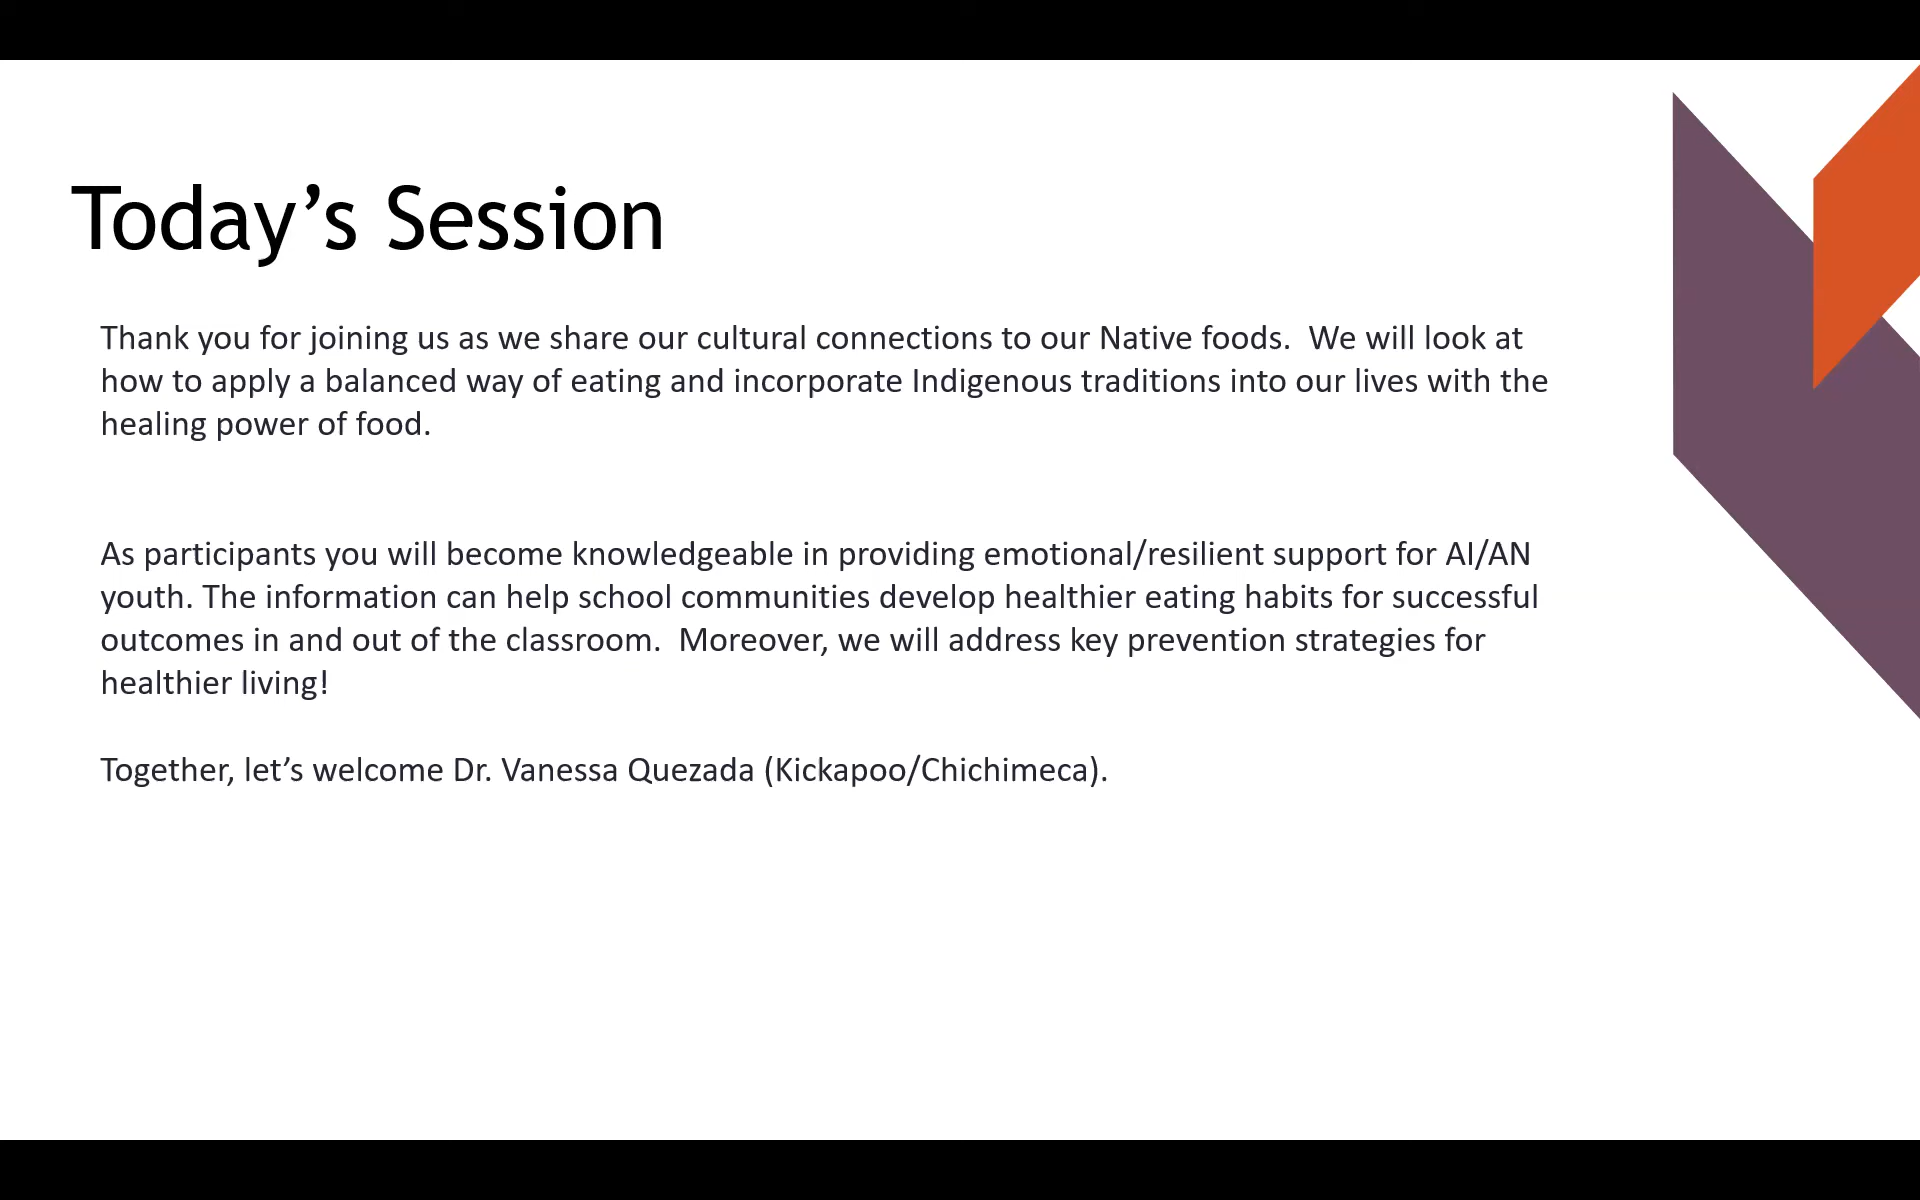 Today’s Session
Thank you for joining us as we share our cultural connections to our Native foods.  We will look at
how to apply a balanced way of eating and incorporate Indigenous traditions into our lives with the
healing power of food.
As participants you will become knowledgeable in providing emotional/resilient support for AI/AN
youth. The information can help school communities develop healthier eating habits for successful
outcomes in and out of the classroom.  Moreover, we will address key prevention strategies for
healthier living!
Together, let’s welcome Dr. Vanessa Quezada (Kickapoo/Chichimeca).